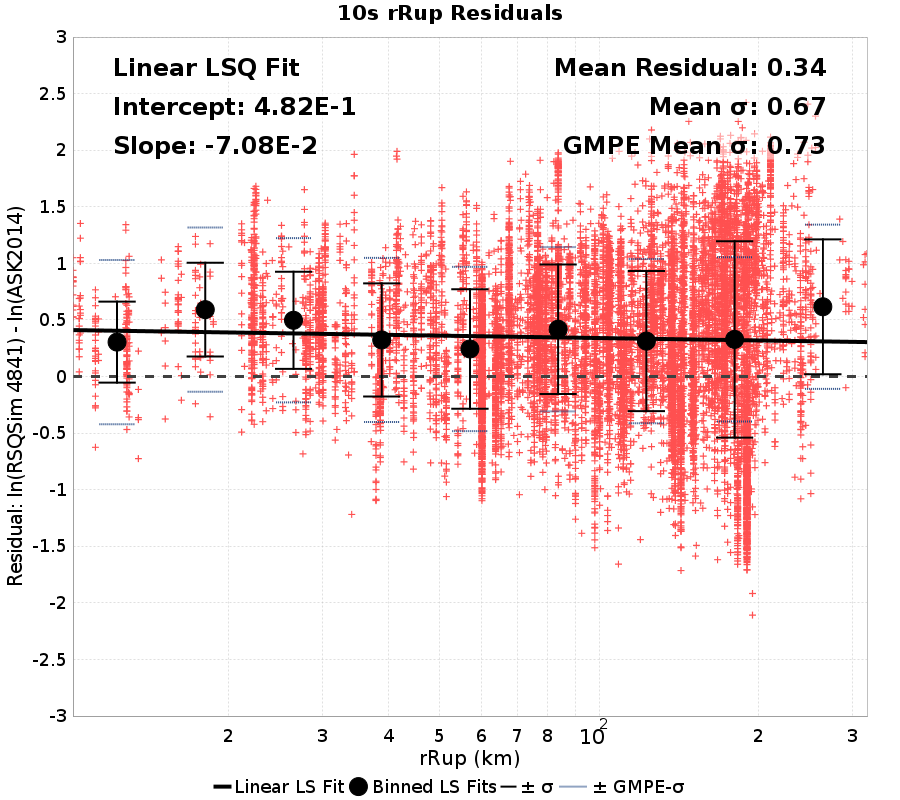 10s rRup Residuals
Linear LSQ Fit
Intercept: 4.82E-1
Slope: -7.08E-2
Mean Residual: 0.34
Mean σ: 0.67
GMPE Mean σ: 0.73
Residual: ln(RSQSim 4841) - ln(ASK2014)
3
2.5
2
1.5
1
0.5
0
-0.5
-1
-1.5
-2
-2.5
-3
2 3 4 5 6 7 8 10² 2 3
rRup (km)
Linear LS Fit Binned LS Fits ± σ ± GMPE-σ